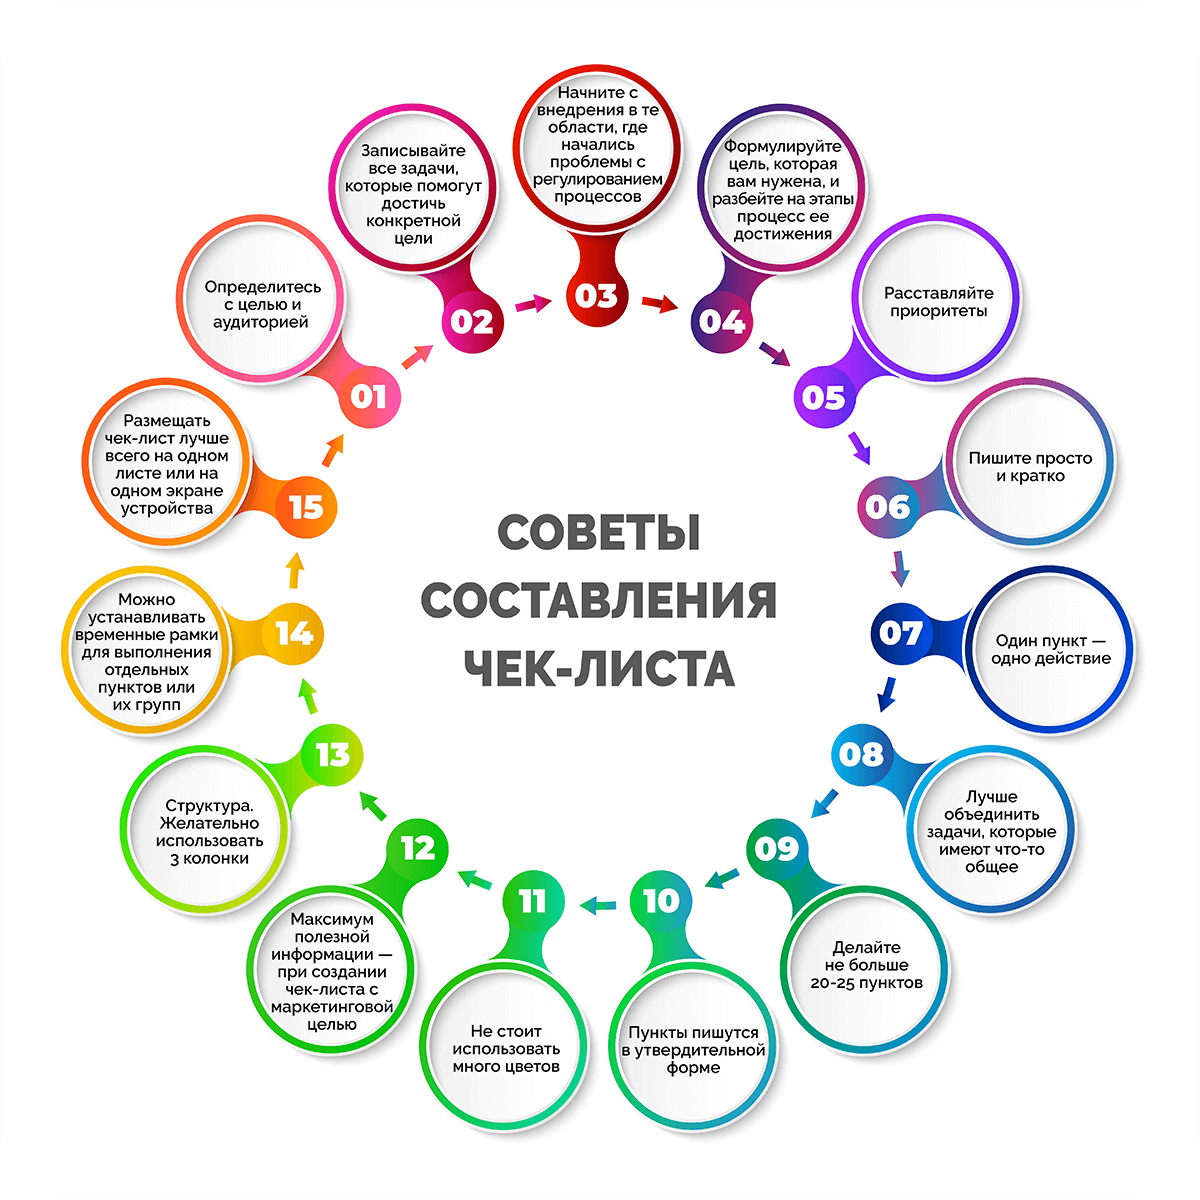 СОВЕТЫ
СОСТАВЛЕНИЯ
ЧЕК-ЛИСТА
01
Определитесь
с целью и
аудиторией
02
Записывайте
все задачи,
которые помогут
достичь
конкретной
цели
03
Начните с
внедрения в те
области, где
начались
проблемы с
регулированием
процессов
04
Формулируйте
цель, которая
вам нужена, и
разбейте на этапы
процесс ее
достижения
05
Расставляйте
приоритеты
06
Пишите просто
и кратко
07
Один пункт —
одно действие
08
Лучше
объединить
задачи, которые
имеют что-то
общее
09
Делайте
не больше
20-25 пунктов
10
Пункты пишутся
в утвердительной
форме
11
Не стоит
использовать
много цветов
12
Максимум
полезной
информации —
при создании
чек-листа с
маркетинговой
целью
13
Структура.
Желательно
использовать
3 колонки
14
Можно
устанавливать
временные рамки
для выполнения
отдельных
пунктов или
их групп
15
Размещать
чек-лист лучше
всего на одном
листе или на
одном экране
устройства